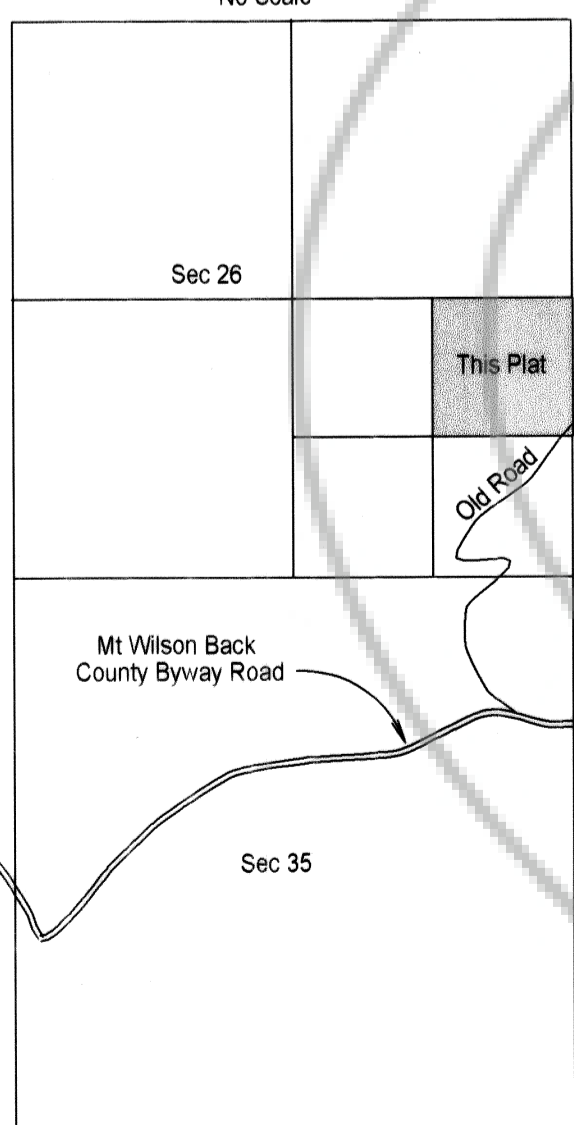 No Scale
Sec 26
This Plat
Old Road
Mt Wilson Back
County Byway Road
Sec 35